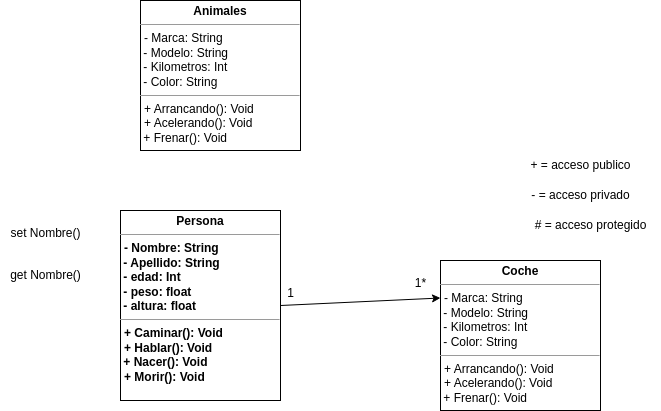 Animales
- Marca: String
- Modelo: String
- Kilometros: Int
- Color: String
+ Arrancando(): Void
+ Acelerando(): Void
+ Frenar(): Void
+ = acceso publico
- = acceso privado
# = acceso protegido
set Nombre()
get Nombre()
Persona
- Nombre: String
- Apellido: String
- edad: Int
- peso: float
- altura: float
+ Caminar(): Void
+ Hablar(): Void
+ Nacer(): Void
+ Morir(): Void
1
1*
Coche
- Marca: String
- Modelo: String
- Kilometros: Int
- Color: String
+ Arrancando(): Void
+ Acelerando(): Void
+ Frenar(): Void